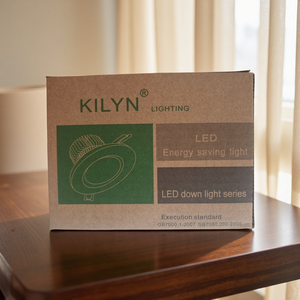 KILYN® LIGHTING
LED
Energy saving light
LED down light series
Execution standard